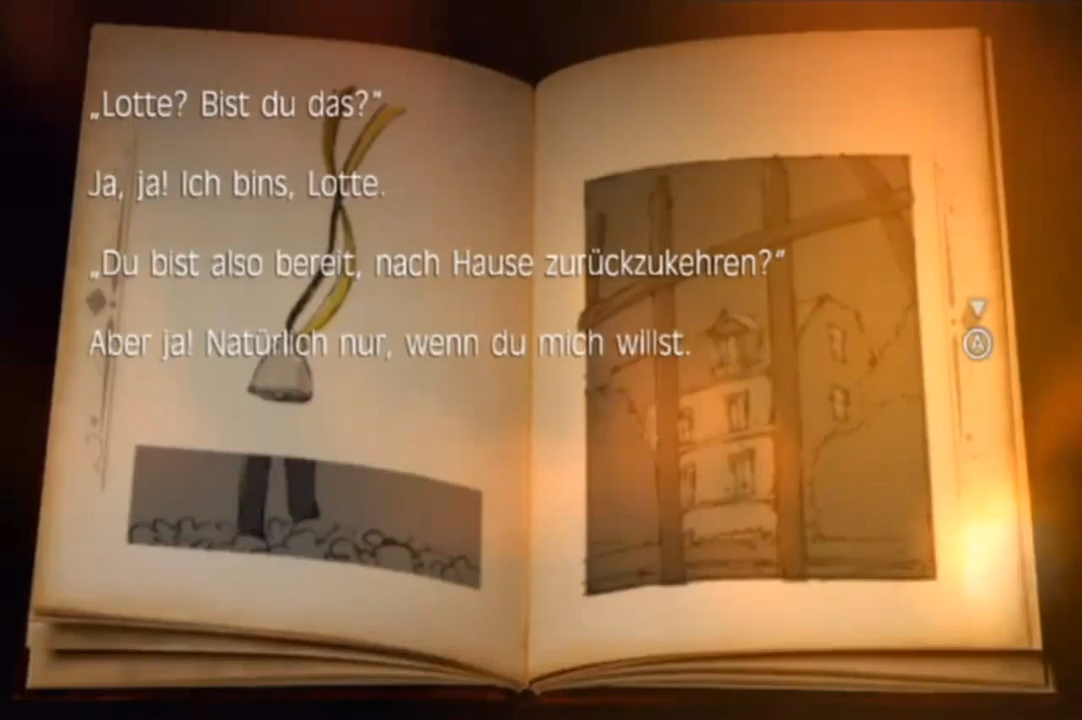 „Lotte? Bist du das?“
Ja, ja! Ich bins, Lotte.
„Du bist also bereit, nach Hause zurückzukehren?“
Aber ja! Natürlich nur, wenn du mich willst.
A